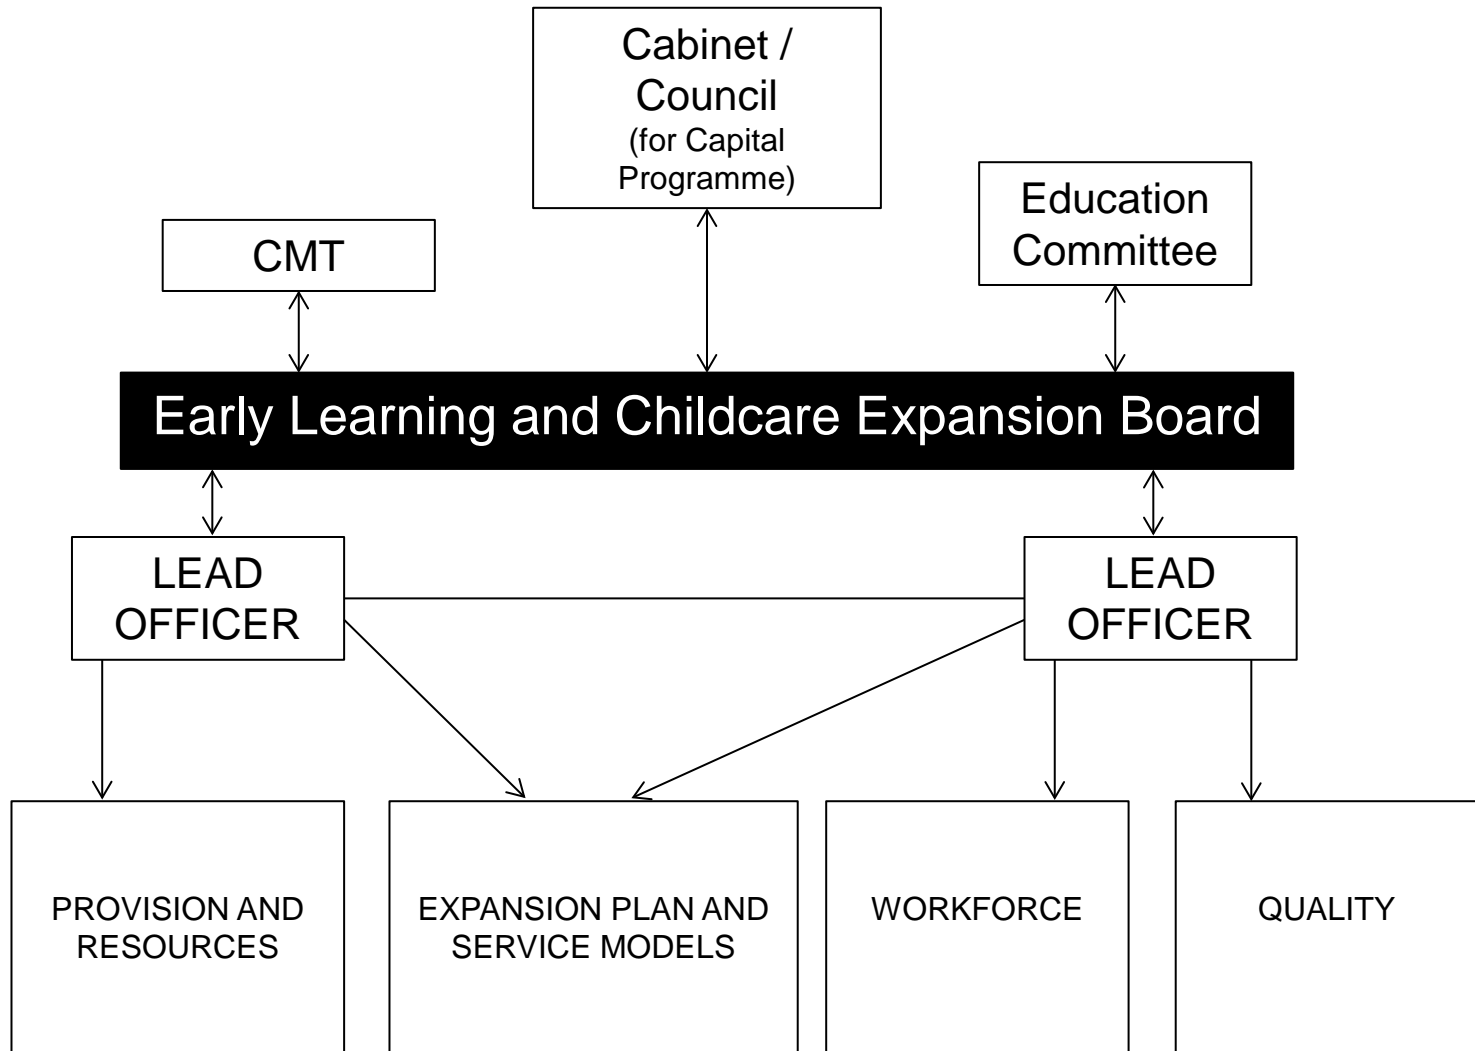 Cabinet /
Council
(for Capital
Programme)
CMT
Education
Committee
Early Learning and Childcare Expansion Board
LEAD
OFFICER
LEAD
OFFICER
PROVISION AND
RESOURCES
EXPANSION PLAN AND
SERVICE MODELS
WORKFORCE
QUALITY